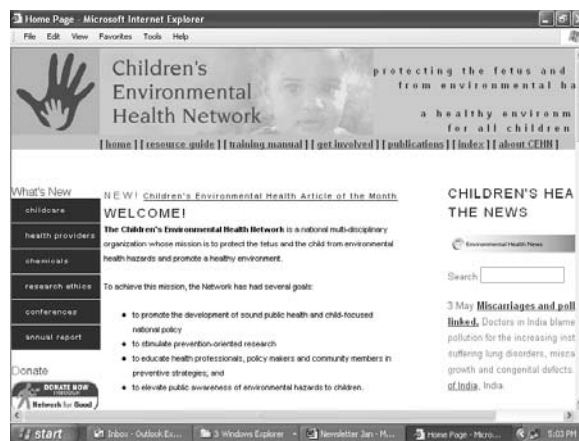 Home Page - Microsoft Internet Explorer
File Edit View Favorites Tools Help
Children's
Environmental
Health Network
protecting the fetus and
from environmental ha
a healthy environm
for all children
[ home ] [ resource guide ] [ training manual ] [ get involved ] [ publications ] [ index ] [ about CEHN ]
What's New
childcare
health providers
chemicals
research ethics
conferences
annual report
Donate
DONATE NOW
Network for Good
NEW! Children's Environmental Health Article of the Month
WELCOME!
The Children's Environmental Health Network is a national multi-disciplinary
organization whose mission is to protect the fetus and the child from environmental
health hazards and promote a healthy environment.
To achieve this mission, the Network has had several goals:
• to promote the development of sound public health and child-focused
national policy
• to stimulate prevention-oriented research
• to educate health professionals, policy makers and community members in
preventive strategies; and
• to elevate public awareness of environmental hazards to children.
CHILDREN'S HEA
THE NEWS
Environmental Health News
Search
3 May Miscarriages and poll
linked. Doctors in India blame
pollution for the increasing inst
suffering lung disorders, misca
growth and congenital defects.
of India, India.
start
Inbox - Outlook Ex...
3 Windows Explorer
Newsletter Jan - M...
Home Page - Micro...
5:03 PM